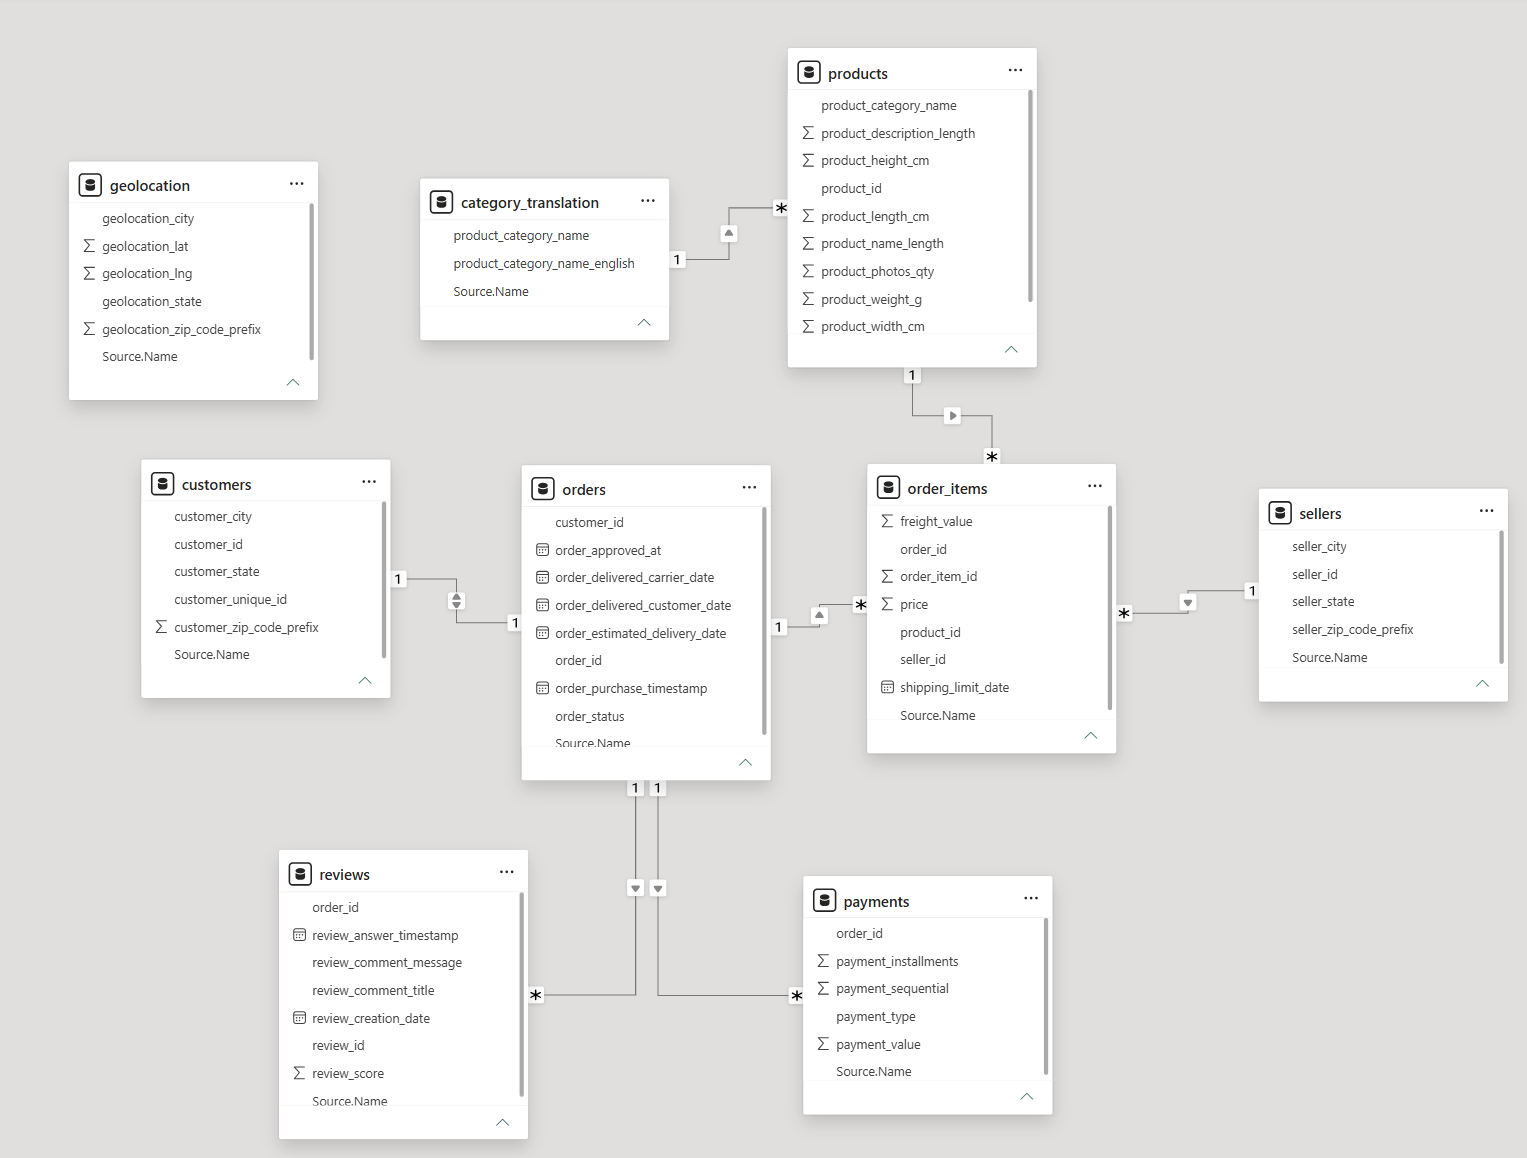 products
product_category_name
product_description_length
product_height_cm
product_id
product_length_cm
product_name_length
product_photos_qty
product_weight_g
product_width_cm
geolocation
geolocation_city
geolocation_lat
geolocation_lng
geolocation_state
geolocation_zip_code_prefix
Source.Name
category_translation
product_category_name
product_category_name_english
Source.Name
1
*
1
*
customers
customer_city
customer_id
customer_state
customer_unique_id
customer_zip_code_prefix
Source.Name
1
1
orders
customer_id
order_approved_at
order_delivered_carrier_date
order_delivered_customer_date
order_estimated_delivery_date
order_id
order_purchase_timestamp
order_status
Source.Name
1
*
order_items
freight_value
order_id
order_item_id
price
product_id
seller_id
shipping_limit_date
Source.Name
*
1
sellers
seller_city
seller_id
seller_state
seller_zip_code_prefix
Source.Name
1
1
reviews
order_id
review_answer_timestamp
review_comment_message
review_comment_title
review_creation_date
review_id
review_score
Source.Name
*
*
payments
order_id
payment_installments
payment_sequential
payment_type
payment_value
Source.Name